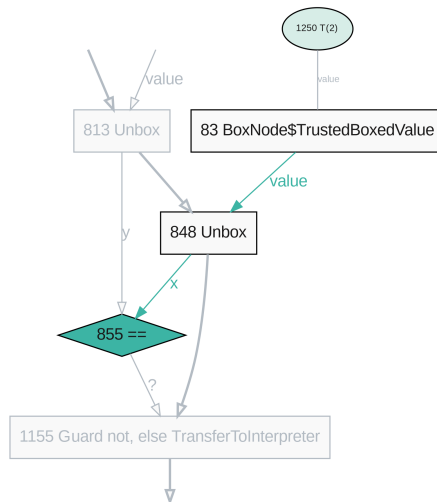 1250 T(2)
value
value
813 Unbox
83 BoxNode$TrustedBoxedValue
value
y
848 Unbox
x
855 ==
?
1155 Guard not, else TransferToInterpreter